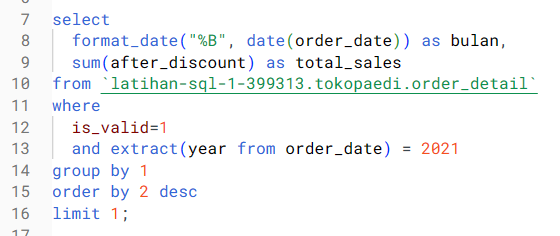 7 select
8 format_date("%B", date(order_date)) as bulan,
9 sum(after_discount) as total_sales
10 from `latihan-sql-1-399313.tokopaedi.order_detail`
11 where
12 is_valid=1
13 and extract(year from order_date) = 2021
14 group by 1
15 order by 2 desc
16 limit 1;